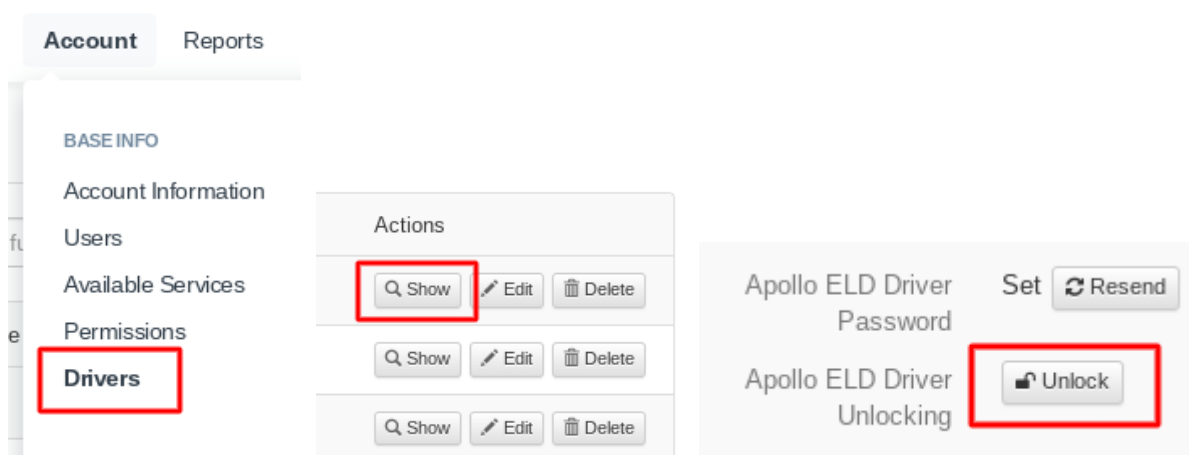 Account Reports
BASE INFO
Account Information
Users
Available Services
Permissions
Drivers
Actions
Show Edit Delete
Show Edit Delete
Show Edit Delete
Apollo ELD Driver Password Set Resend
Apollo ELD Driver Unlocking Unlock